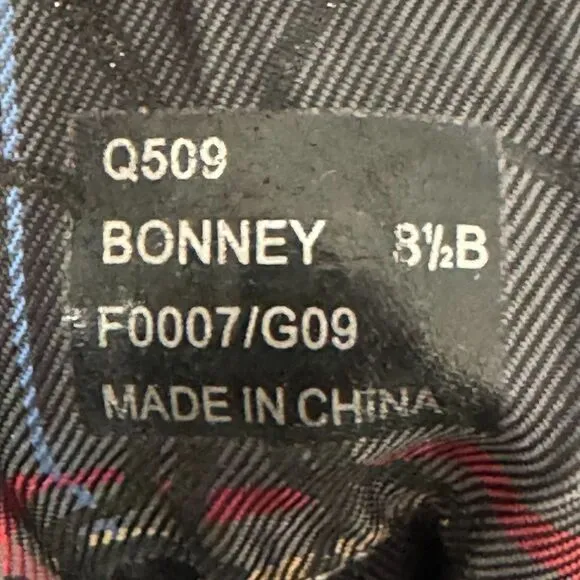 Q509
BONNEY 8½B
F0007/G09
MADE IN CHINA